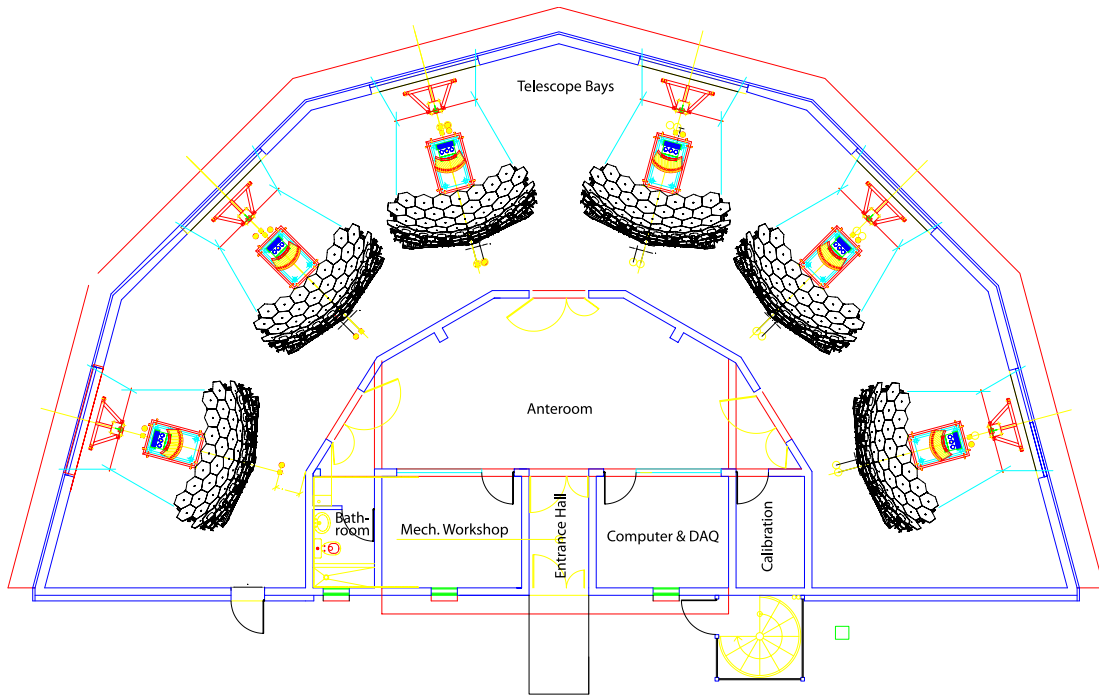 Telescope Bays
Anteroom
Bath-
room
Mech. Workshop
Entrance Hall
Computer & DAQ
Calibration